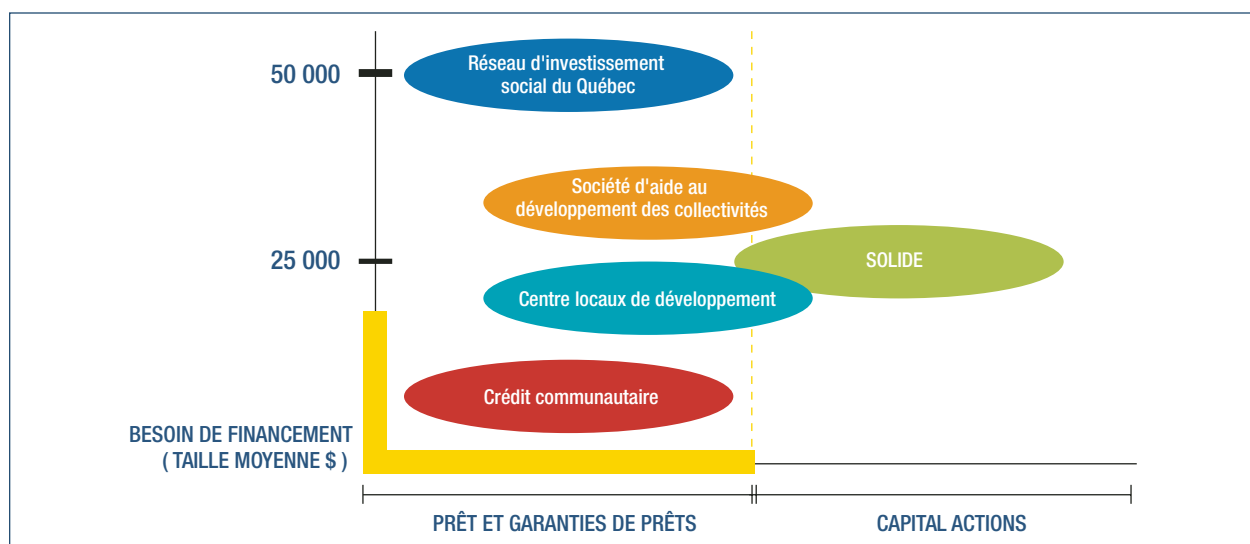 50 000
Réseau d'investissement
social du Québec
Société d'aide au
développement des collectivités
25 000
SOLIDE
Centre locaux de développement
Crédit communautaire
BESOIN DE FINANCEMENT
( TAILLE MOYENNE $ )
PRÊT ET GARANTIES DE PRÊTS
CAPITAL ACTIONS